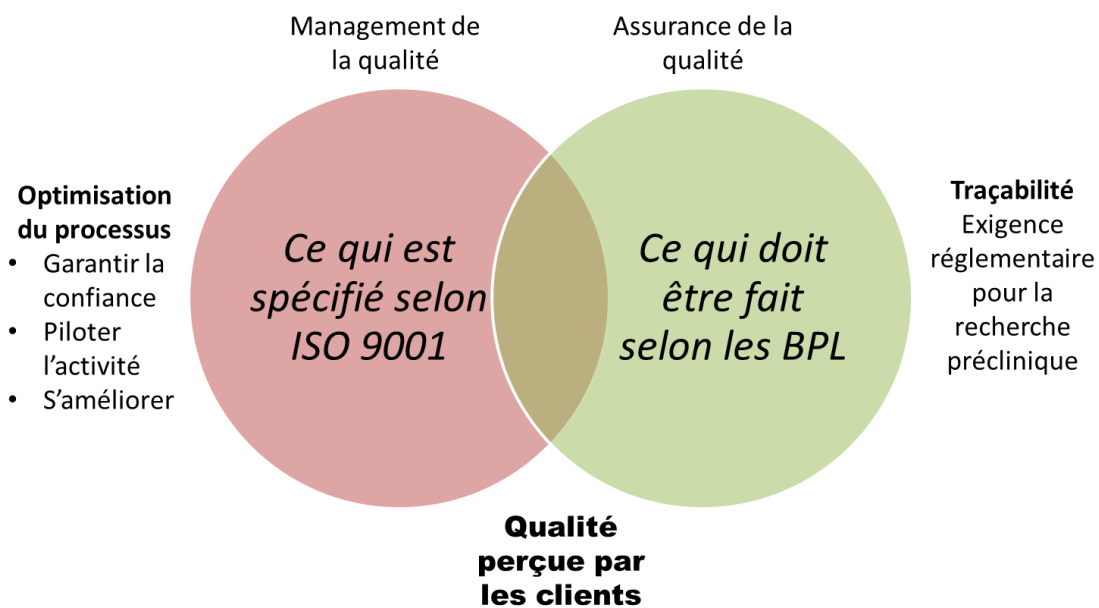 Management de
la qualité
Assurance de la
qualité
Optimisation
du processus
• Garantir la
confiance
• Piloter
l’activité
• S’améliorer
Ce qui est
spécifié selon
ISO 9001
Ce qui doit
être fait
selon les BPL
Traçabilité
Exigence
réglementaire
pour la
recherche
préclinique
Qualité
perçue par
les clients